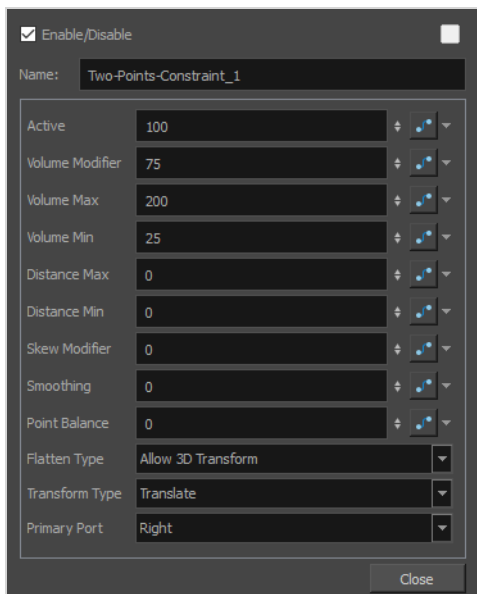 Enable/Disable
Name: Two-Points-Constraint_1
Active 100
Volume Modifier 75
Volume Max 200
Volume Min 25
Distance Max 0
Distance Min 0
Skew Modifier 0
Smoothing 0
Point Balance 0
Flatten Type Allow 3D Transform
Transform Type Translate
Primary Port Right
Close